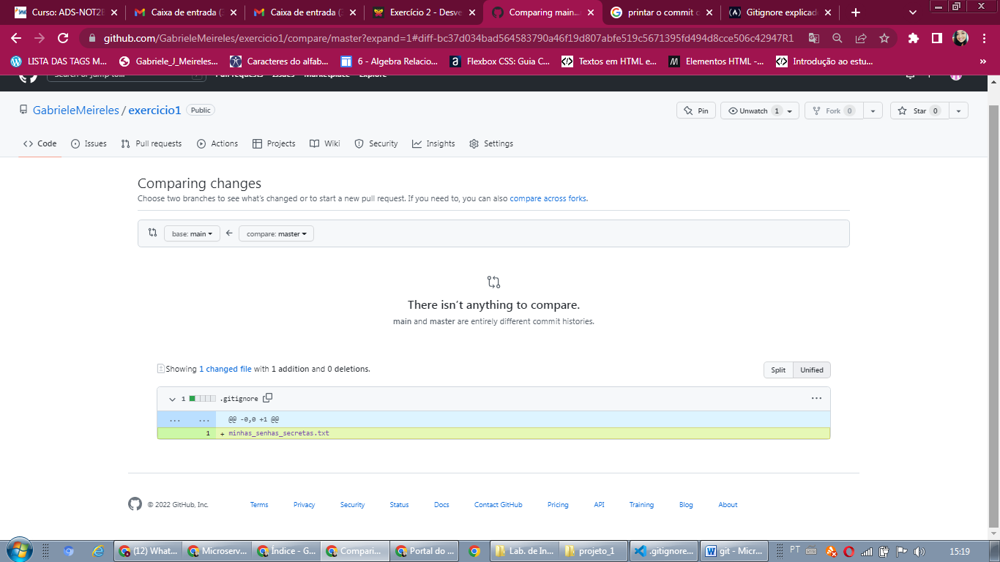 Curso: ADS-NOT2B
Caixa de entrada (
Caixa de entrada (
Exercício 2 - Desve
Comparing main...
printar o commit
Gitignore explicad
github.com/GabrieleMeireles/exercicio1/compare/master?expand=1#diff-bc37d034bad564583790a46f19d807abfe519c5671395fd494d8cce506c42947R1
LISTA DAS TAGS M...
Gabriele_J_Meireles...
Caracteres do alfab...
6 - Algebra Relacio...
Flexbox CSS: Guia C...
Textos em HTML e...
Elementos HTML -...
Introdução ao estu...
»
Search or jump to...
Pull requests Issues Marketplace Explore
GabrieleMeireles / exercicio1 Public
Pin
Unwatch 1
Fork 0
Star 0
Code
Issues
Pull requests
Actions
Projects
Wiki
Security
Insights
Settings
Comparing changes
Choose two branches to see what's changed or to start a new pull request. If you need to, you can also compare across forks.
base: main
compare: master
There isn't anything to compare.
main and master are entirely different commit histories.
Showing 1 changed file with 1 addition and 0 deletions.
Split Unified
1 .gitignore
... ... @@ -0,0 +1 @@
1 + minhas_senhas_secretas.txt
© 2022 GitHub, Inc.
Terms
Privacy
Security
Status
Docs
Contact GitHub
Pricing
API
Training
Blog
About
(12) What...
Microserv...
Índice - G...
Compari...
Portal do ...
Lab. de In...
projeto_1
.gitignore...
git - Micr...
PT
15:19